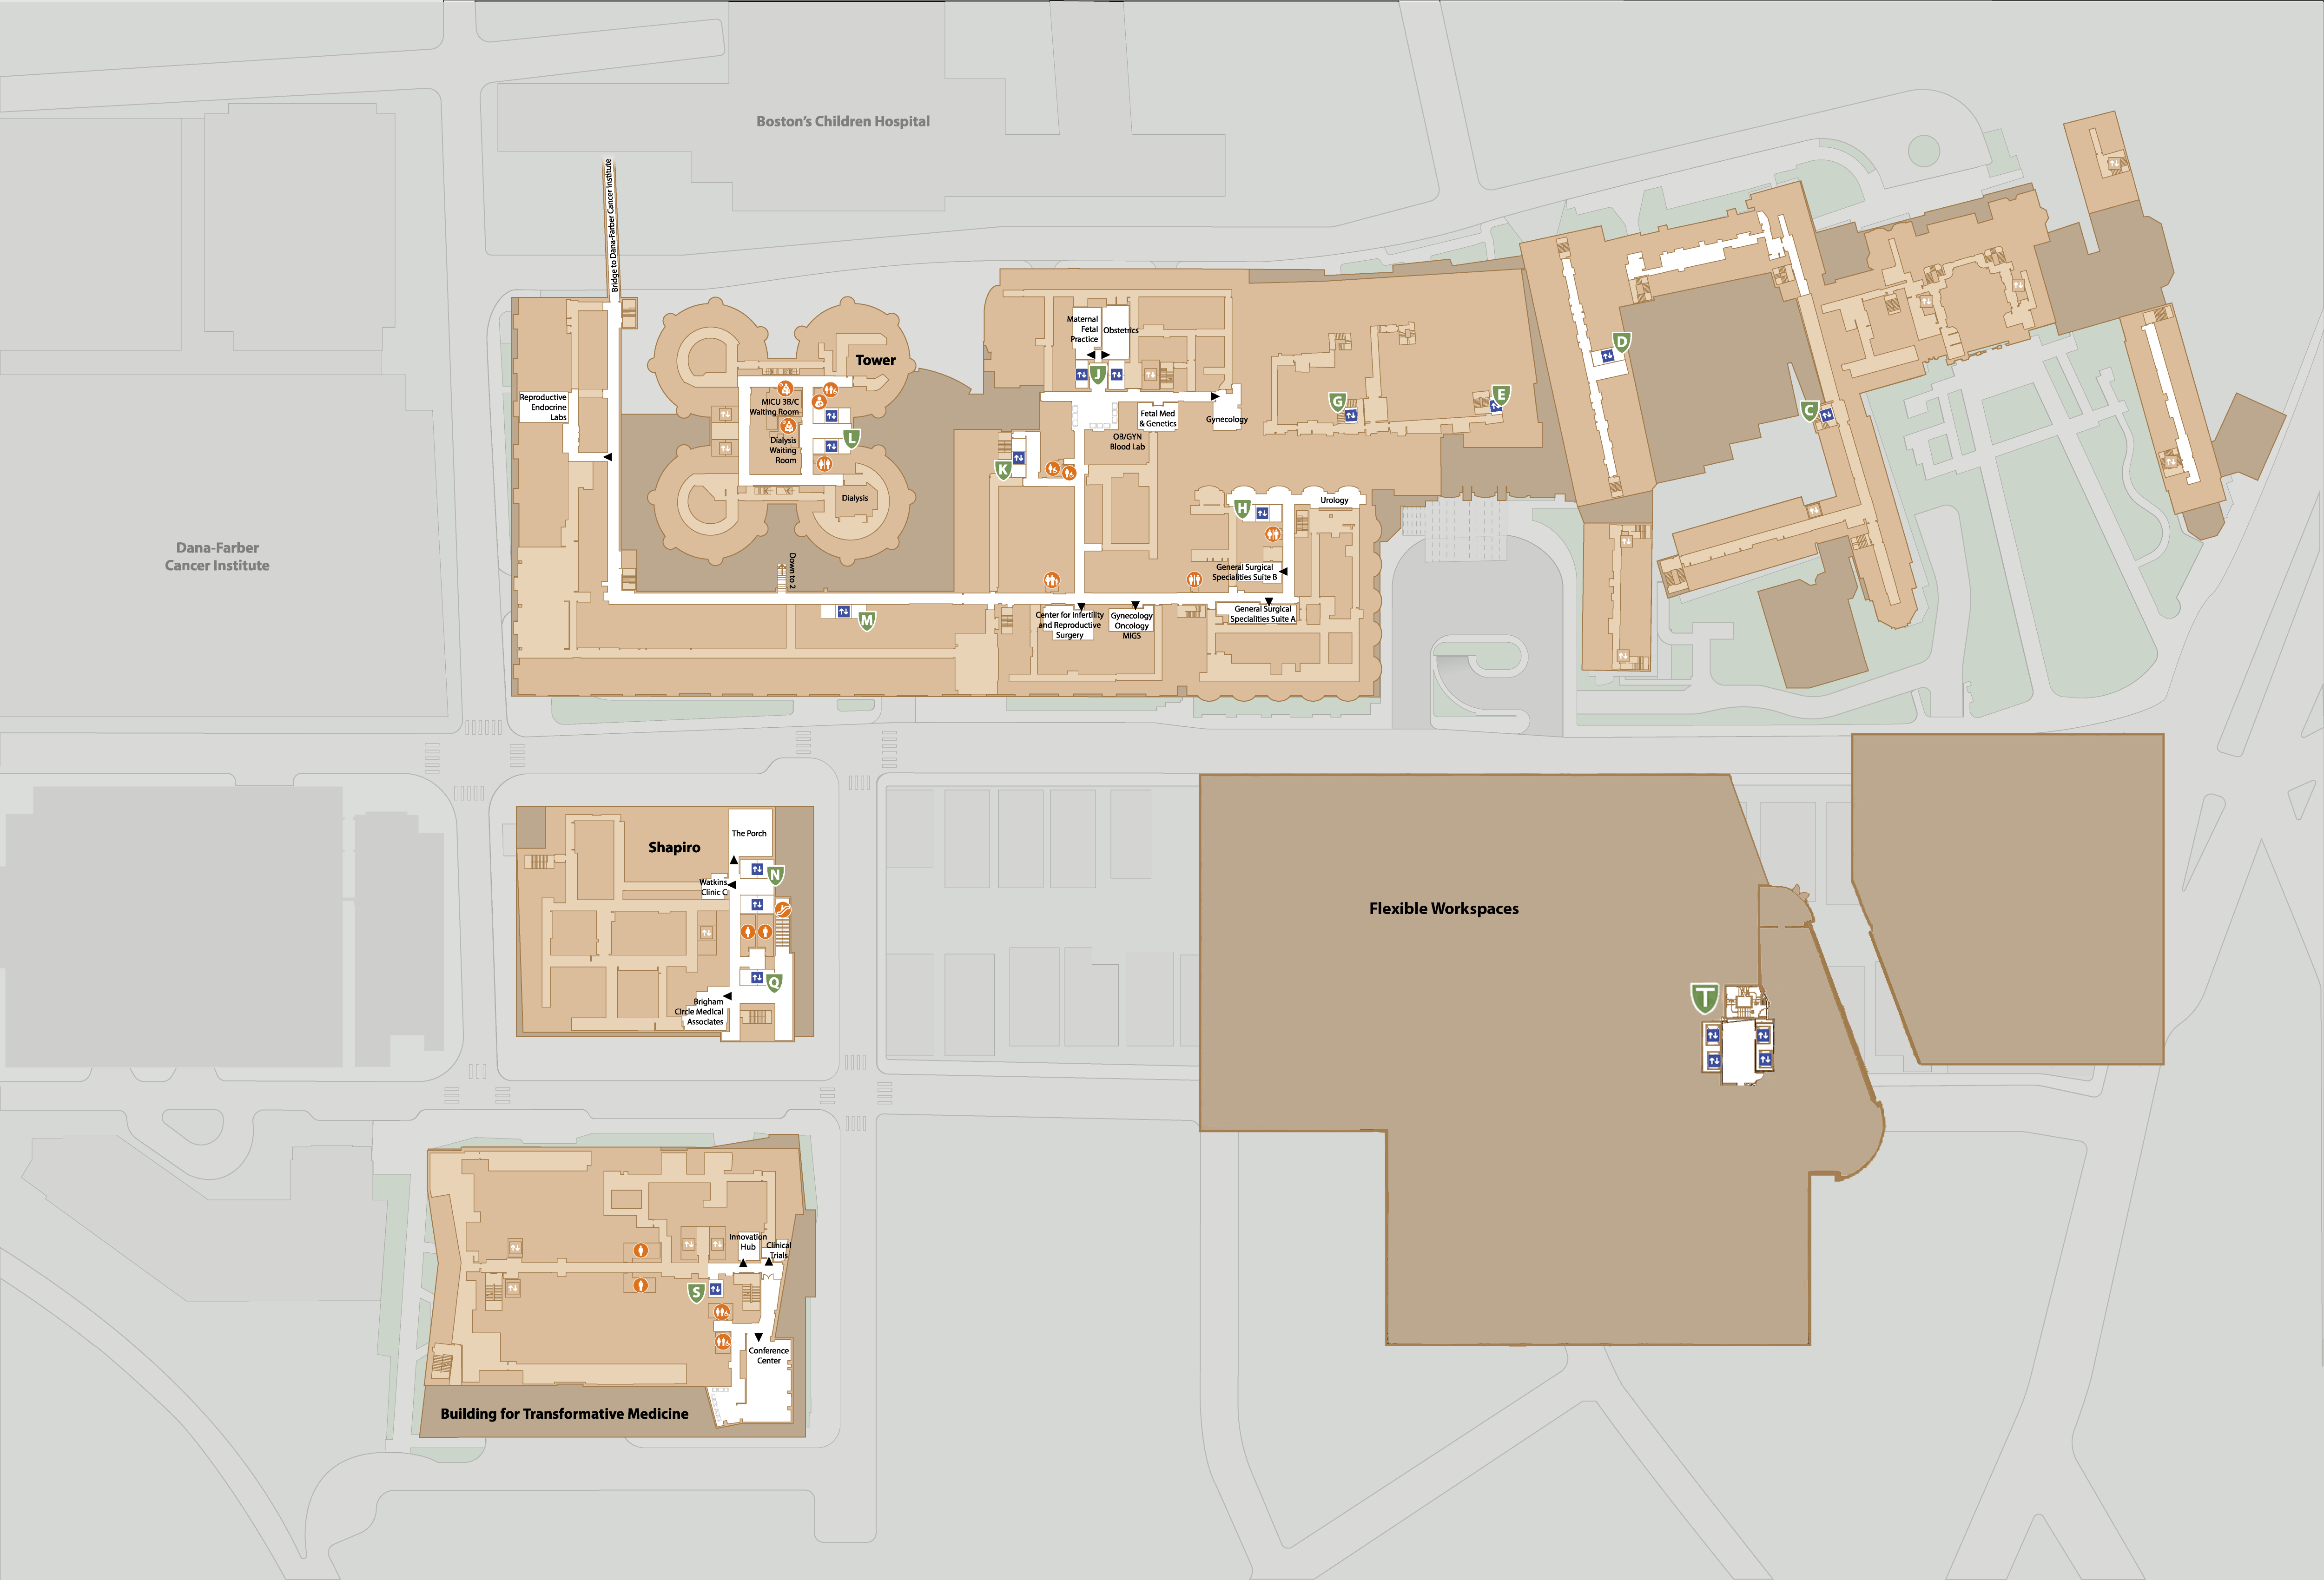 Boston's Children Hospital
Bridge to Dana-Farber Cancer Institute
Maternal
Fetal
Practice
Obstetrics
Tower
J
D
MICU 3B/C
Waiting Room
Reproductive
Endocrine
Labs
G
E
C
Fetal Med
& Genetics
Gynecology
L
Dialysis
Waiting
Room
OB/GYN
Blood Lab
K
Dialysis
H
Urology
Dana-Farber
Cancer Institute
Down to 2
General Surgical
Specialities Suite B
M
Center for Infertility
and Reproductive
Surgery
Gynecology
Oncology
MIGS
General Surgical
Specialities Suite A
The Porch
Shapiro
N
Watkins
Clinic C
Flexible Workspaces
Q
Brigham
Circle Medical
Associates
T
Innovation
Hub
Clinical
Trials
S
Conference
Center
Building for Transformative Medicine